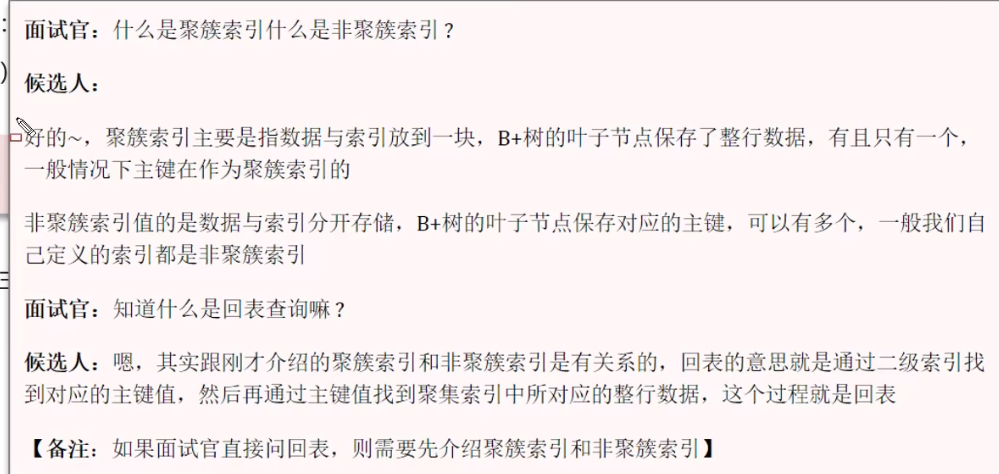 ：
)
面试官：什么是聚簇索引什么是非聚簇索引？
候选人：
好的~，聚簇索引主要是指数据与索引放到一块，B+树的叶子节点保存了整行数据，有且只有一个，
一般情况下主键在作为聚簇索引的
非聚簇索引值的是数据与索引分开存储，B+树的叶子节点保存对应的主键，可以有多个，一般我们自
己定义的索引都是非聚簇索引
面试官：知道什么是回表查询嘛？
候选人：嗯，其实跟刚才介绍的聚簇索引和非聚簇索引是有关系的，回表的意思就是通过二级索引找
到对应的主键值，然后再通过主键值找到聚集索引中所对应的整行数据，这个过程就是回表
【备注：如果面试官直接问回表，则需要先介绍聚簇索引和非聚簇索引】